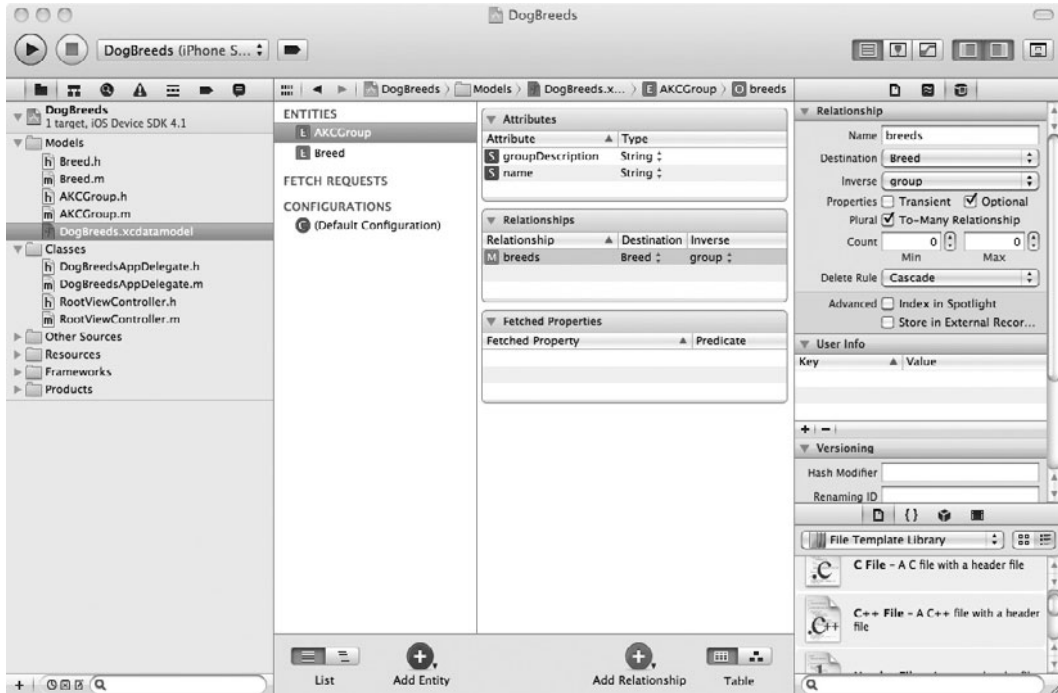 DogBreeds
DogBreeds (iPhone S...
DogBreeds
1 target, iOS Device SDK 4.1
Models
Breed.h
Breed.m
AKCGroup.h
AKCGroup.m
DogBreeds.xcdatamodel
Classes
DogBreedsAppDelegate.h
DogBreedsAppDelegate.m
RootViewController.h
RootViewController.m
Other Sources
Resources
Frameworks
Products
DogBreeds
Models
DogBreeds.x...
E AKCGroup
O breeds
ENTITIES
E AKCGroup
E Breed
FETCH REQUESTS
CONFIGURATIONS
C (Default Configuration)
Attributes
Attribute Type
S groupDescription String
S name String
Relationships
Relationship Destination Inverse
M breeds Breed group
Fetched Properties
Fetched Property Predicate
List
Add Entity
Add Relationship
Table
Relationship
Name breeds
Destination Breed
Inverse group
Properties Transient Optional
Plural To-Many Relationship
Count 0 0
Min Max
Delete Rule Cascade
Advanced Index in Spotlight
Store in External Recor...
User Info
Key Value
Versioning
Hash Modifier
Renaming ID
{}
File Template Library
.C
C File - A C file with a header file
.C++
C++ File - A C++ file with a header
file